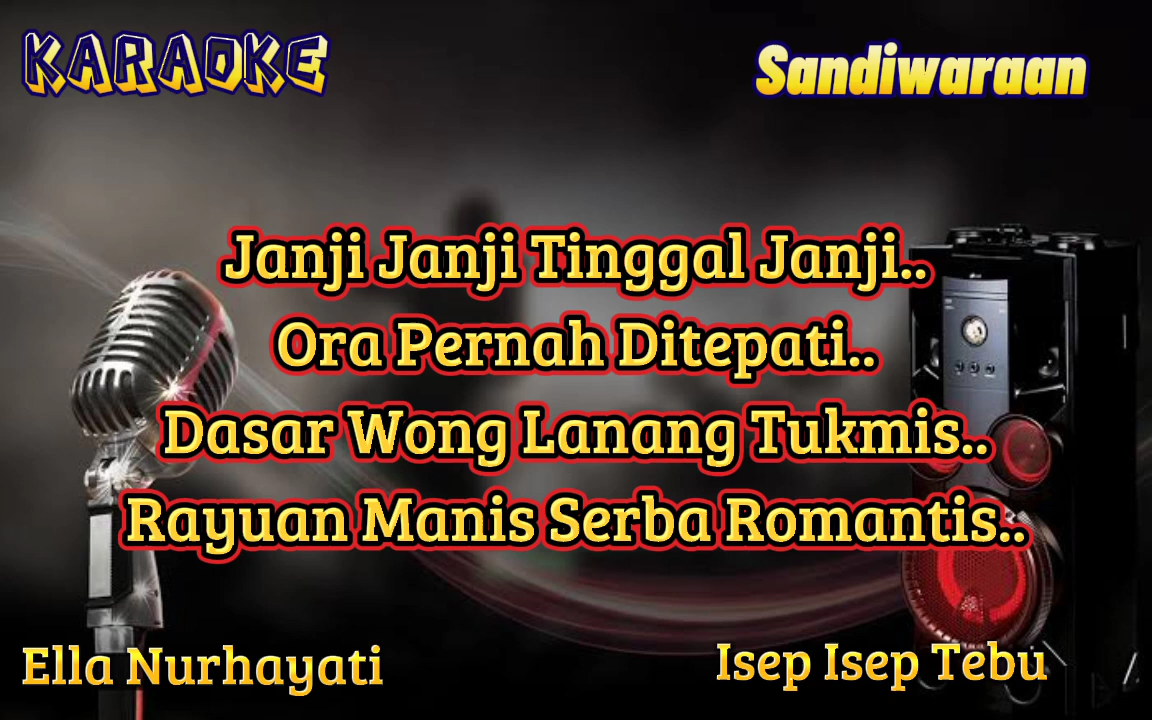 KARAOKE
Sandiwaraan
Janji Janji Tinggal Janji..
Ora Pernah Ditepati..
Dasar Wong Lanang Tukmis..
Rayuan Manis Serba Romantis..
Ella Nurhayati
Isep Isep Tebu